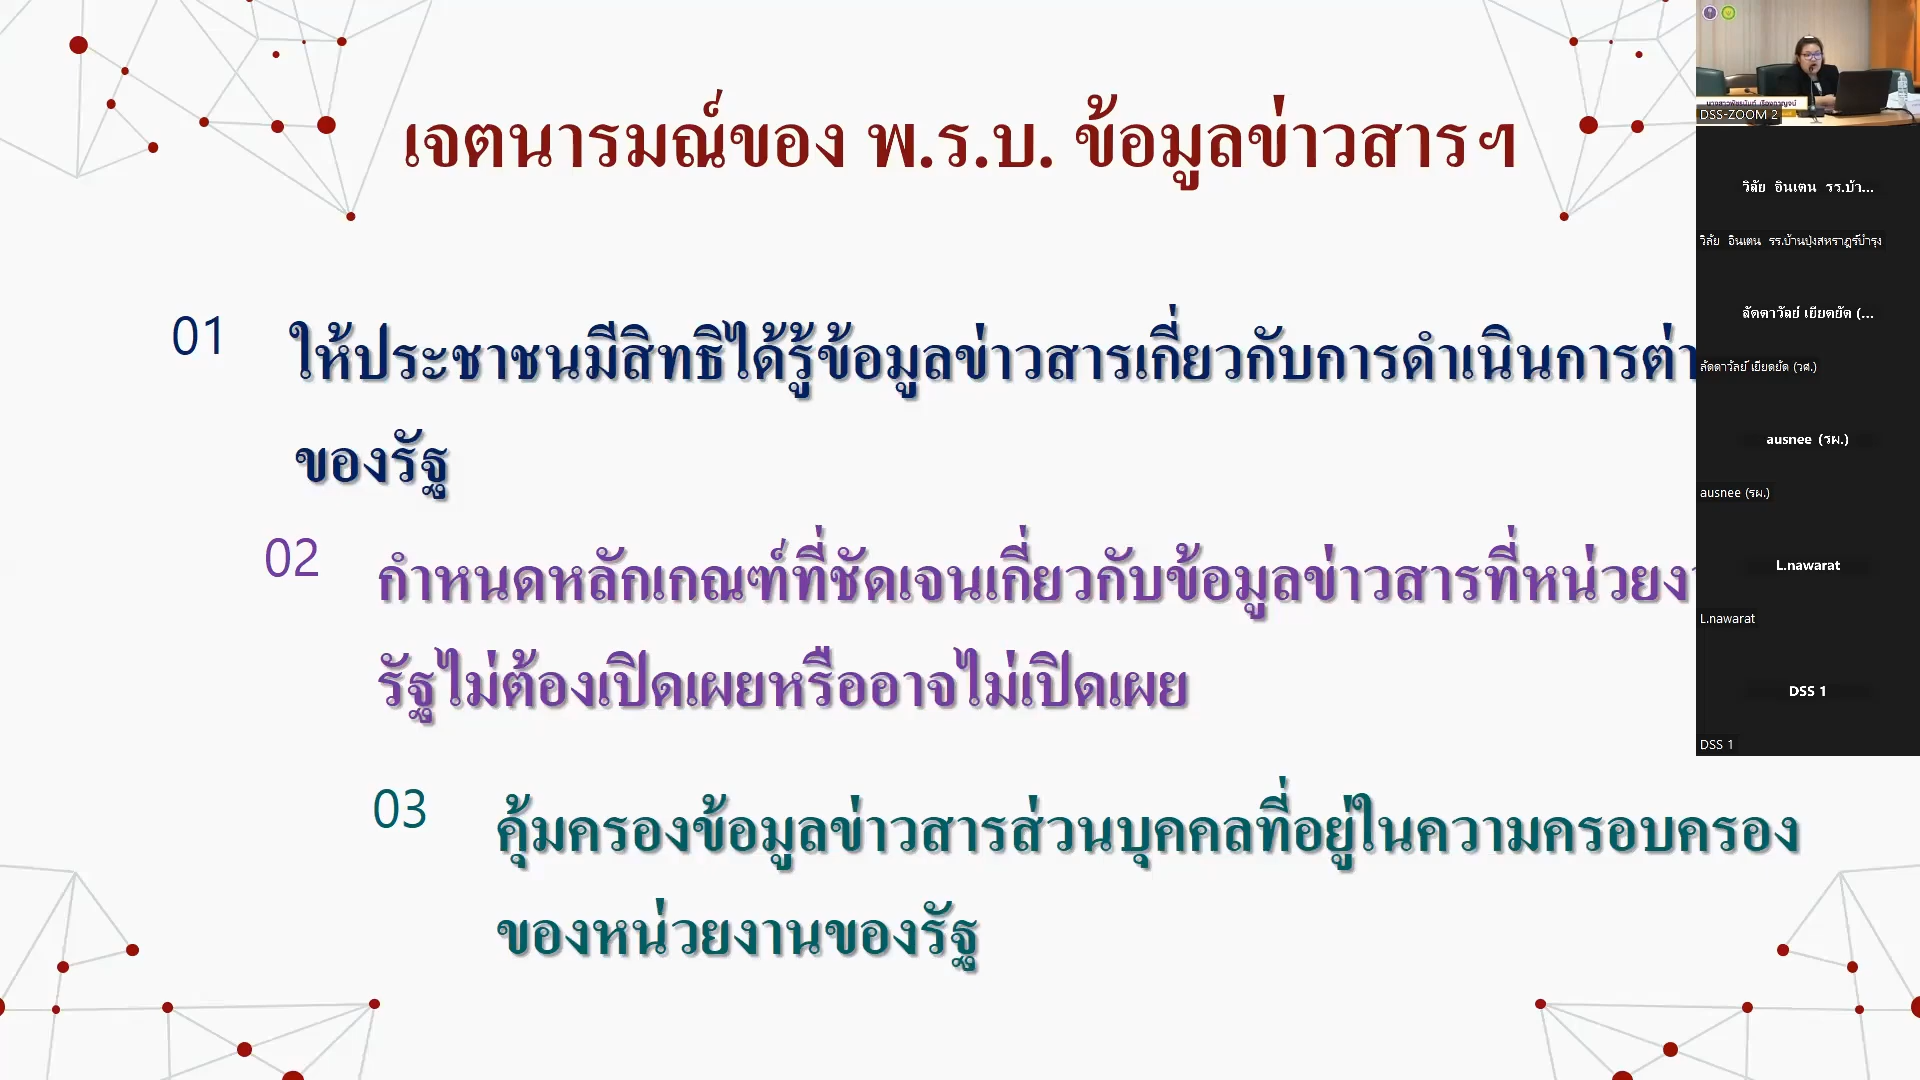 เจตนารมณ์ของ พ.ร.บ. ข้อมูลข่าวสารฯ
01
ให้ประชาชนมีสิทธิได้รู้ข้อมูลข่าวสารเกี่ยวกับการดำเนินการต่า
ของรัฐ
02
กำหนดหลักเกณฑ์ที่ชัดเจนเกี่ยวกับข้อมูลข่าวสารที่หน่วยงา
รัฐไม่ต้องเปิดเผยหรืออาจไม่เปิดเผย
03
คุ้มครองข้อมูลข่าวสารส่วนบุคคลที่อยู่ในความครอบครอง
ของหน่วยงานของรัฐ
DSS-ZOOM 2
วิลัย อินเตน รร.บ้า...
วิลัย อินเตน รร.บ้านปุ่งสหราฎร์บำรุง
ลัดดาวัลย์ เยียดยัด (...
ลัดดาวัลย์ เยียดยัด (วศ.)
ausnee (รผ.)
ausnee (รผ.)
L.nawarat
L.nawarat
DSS 1
DSS 1